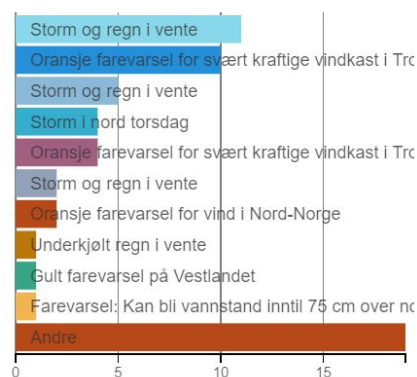 Storm og regn i vente
Oransje farevarsel for svært kraftige vindkast i Tro
Storm og regn i vente
Storm i nord torsdag
Oransje farevarsel for svært kraftige vindkast i Tro
Storm og regn i vente
Oransje farevarsel for vind i Nord-Norge
Underkjølt regn i vente
Gult farevarsel på Vestlandet
Farevarsel: Kan bli vannstand inntil 75 cm over no
Andre
0 5 10 15